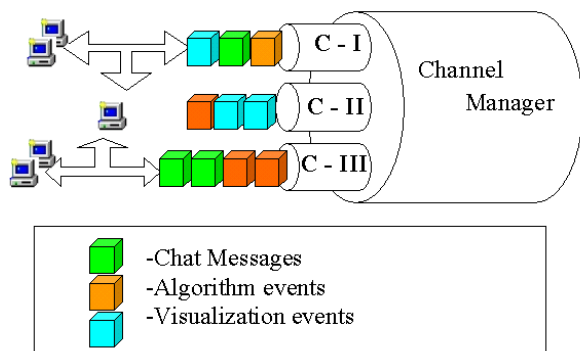 C - I
Channel
Manager
C - II
C - III
-Chat Messages
-Algorithm events
-Visualization events